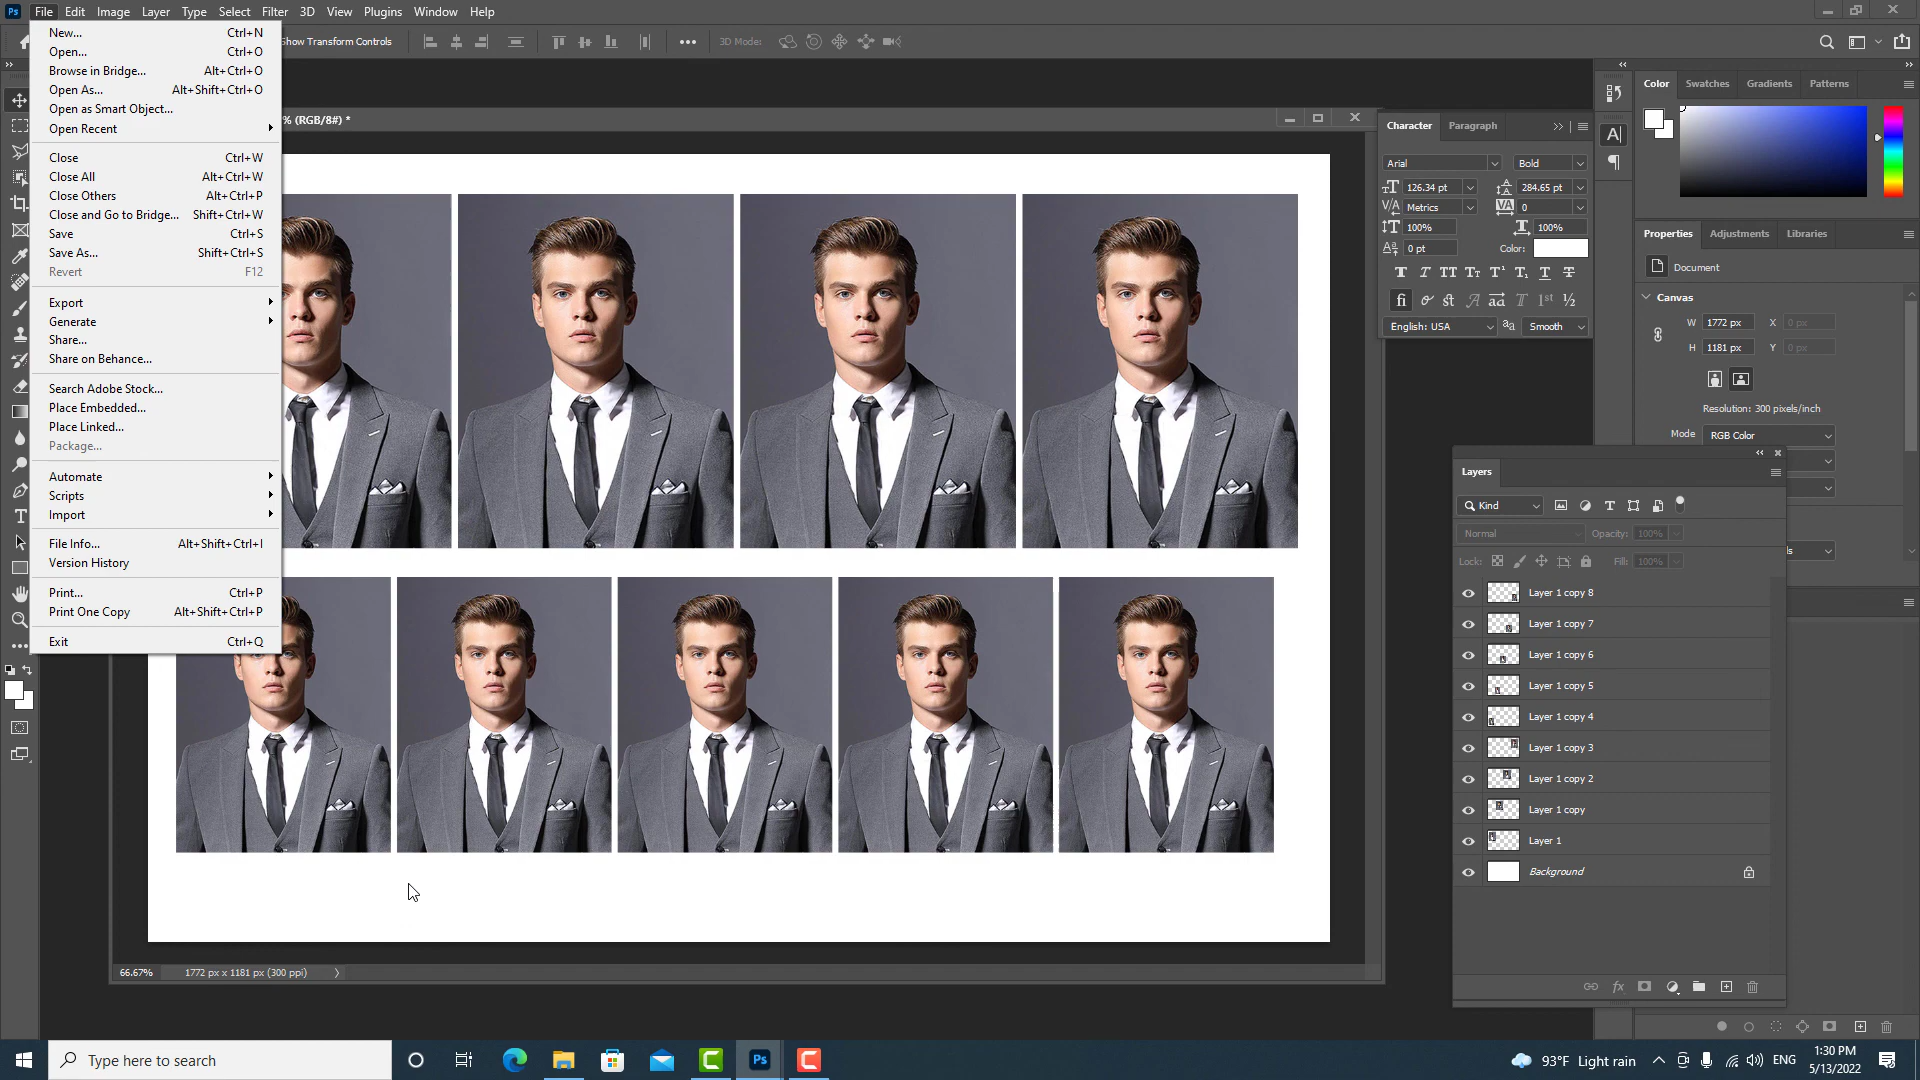 Ps File Edit Image Layer Type Select Filter 3D View Plugins Window Help
Show Transform Controls
3D Mode:
New... Ctrl+N
Open... Ctrl+O
Browse in Bridge... Alt+Ctrl+O
Open As... Alt+Shift+Ctrl+O
Open as Smart Object...
Open Recent
Close Ctrl+W
Close All Alt+Ctrl+W
Close Others Alt+Ctrl+P
Close and Go to Bridge... Shift+Ctrl+W
Save Ctrl+S
Save As... Shift+Ctrl+S
Revert F12
Export
Generate
Share...
Share on Behance...
Search Adobe Stock...
Place Embedded...
Place Linked...
Package...
Automate
Scripts
Import
File Info... Alt+Shift+Ctrl+I
Version History
Print... Ctrl+P
Print One Copy Alt+Shift+Ctrl+P
Exit Ctrl+Q
% (RGB/8#) *
66.67% 1772 px x 1181 px (300 ppi)
Character Paragraph
Arial Bold
126.34 pt 284.65 pt
Metrics 0
100% 100%
0 pt Color:
English: USA Smooth
Color Swatches Gradients Patterns
Properties Adjustments Libraries
Document
Canvas
W 1772 px X 0 px
H 1181 px Y 0 px
Resolution: 300 pixels/inch
Mode RGB Color
Layers
Kind
Normal Opacity: 100%
Lock: Fill: 100%
Layer 1 copy 8
Layer 1 copy 7
Layer 1 copy 6
Layer 1 copy 5
Layer 1 copy 4
Layer 1 copy 3
Layer 1 copy 2
Layer 1 copy
Layer 1
Background
Type here to search
Ps
93°F Light rain
ENG
1:30 PM
5/13/2022